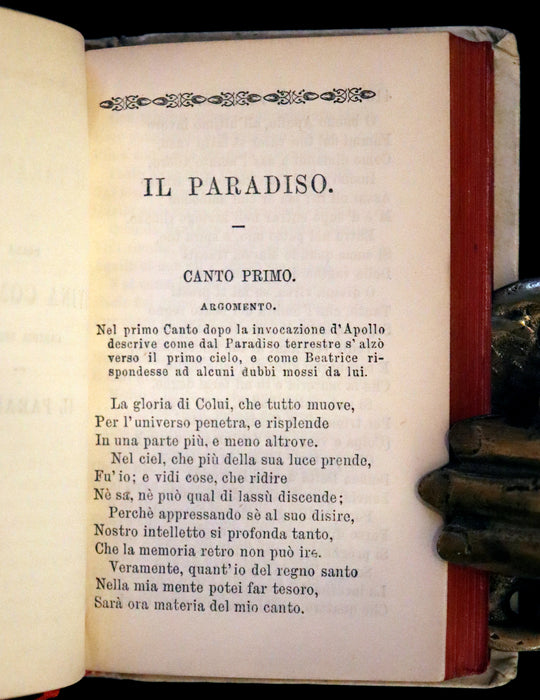 IL PARADISO.
CANTO PRIMO.
ARGOMENTO.
Nel primo Canto dopo la invocazione d'Apollo
descrive come dal Paradiso terrestre s'alzò
verso il primo cielo, e come Beatrice ri-
spondesse ad alcuni dubbi mossi da lui.
La gloria di Colui, che tutto muove,
Per l'universo penetra, e risplende
In una parte più, e meno altrove.
Nel ciel, che più della sua luce prende,
Fu'io; e vidi cose, che ridire
Nè sa, nè può qual di lassù discende;
Perchè appressando sè al suo disire,
Nostro intelletto si profonda tanto,
Che la memoria retro non può ire.
Veramente, quant'io del regno santo
Nella mia mente potei far tesoro,
Sarà ora materia del mio canto.